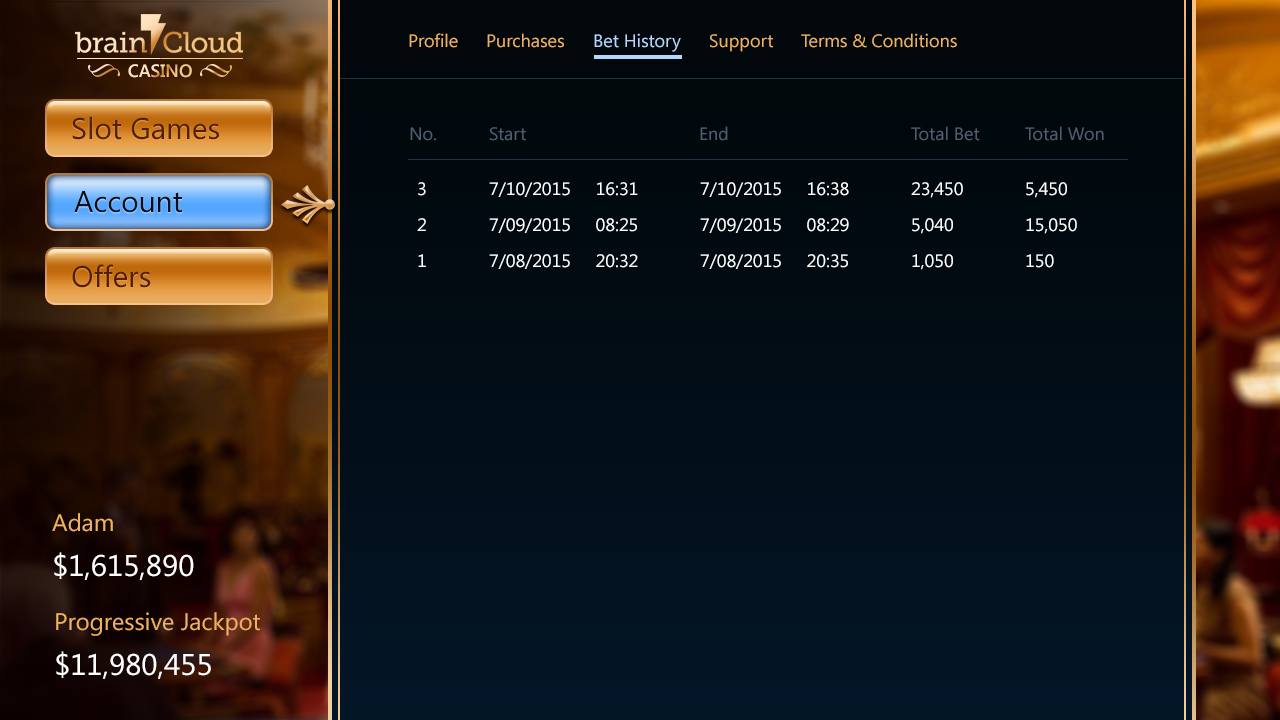 brainCloud
CASINO
Slot Games
Account
Offers
Adam
$1,615,890
Progressive Jackpot
$11,980,455
Profile Purchases Bet History Support Terms & Conditions
No. Start End Total Bet Total Won
3 7/10/2015 16:31 7/10/2015 16:38 23,450 5,450
2 7/09/2015 08:25 7/09/2015 08:29 5,040 15,050
1 7/08/2015 20:32 7/08/2015 20:35 1,050 150